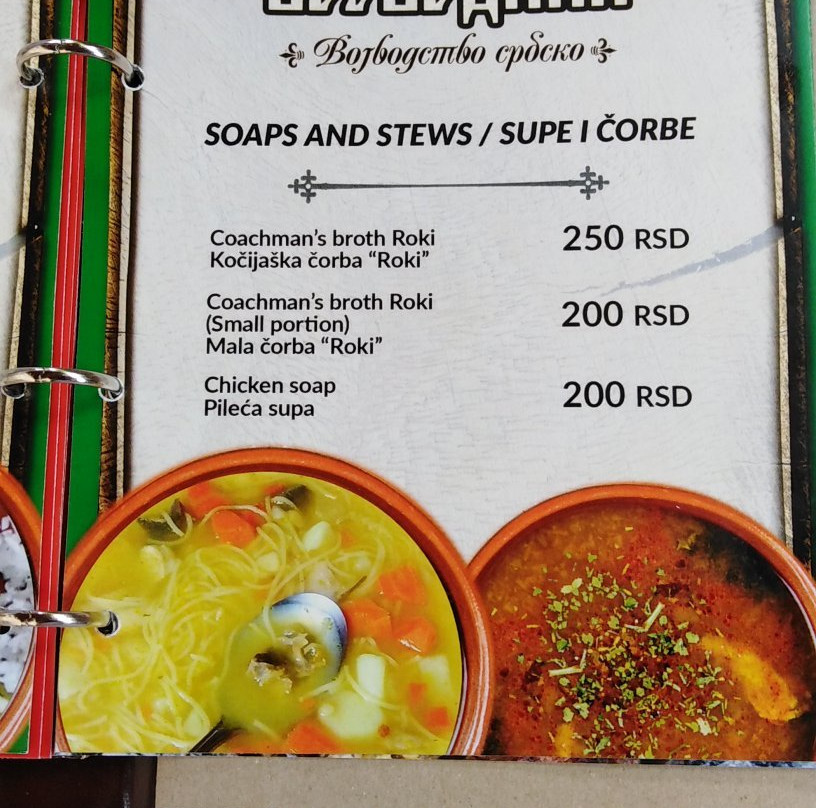 Војводство србско
SOAPS AND STEWS / SUPE I ČORBE
Coachman's broth Roki 250 RSD
Kočijaška čorba “Roki”
Coachman's broth Roki 200 RSD
(Small portion)
Mala čorba “Roki”
Chicken soap 200 RSD
Pileća supa